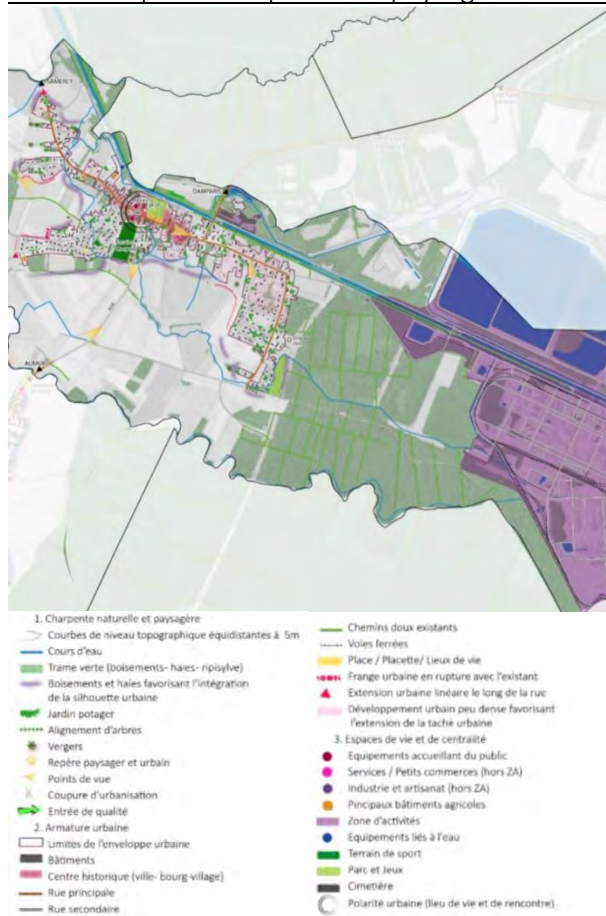 SAMEREY
DAMPARIS
AUMUR
1. Charpente naturelle et paysagère
Courbes de niveau topographique équidistantes à 5m
Cours d'eau
Trame verte (boisements- haies- ripisylve)
Boisements et haies favorisant l'intégration
de la silhouette urbaine
Jardin potager
Alignement d'arbres
Vergers
Repère paysager et urbain
Points de vue
Coupure d'urbanisation
Entrée de qualité
2. Armature urbaine
Limites de l'enveloppe urbaine
Bâtiments
Centre historique (ville- bourg-village)
Rue principale
Rue secondaire
Chemins doux existants
Voies ferrées
Place / Placette/ Lieux de vie
Frange urbaine en rupture avec l'existant
Extension urbaine linéaire le long de la rue
Développement urbain peu dense favorisant
l'extension de la tache urbaine
3. Espaces de vie et de centralité
Equipements accueillant du public
Services / Petits commerces (hors ZA)
Industrie et artisanat (hors ZA)
Pincipaux bâtiments agricoles
Zone d'activités
Equipements liés à l'eau
Terrain de sport
Parc et Jeux
Cimetière
Polarité urbaine (lieu de vie et de rencontre)